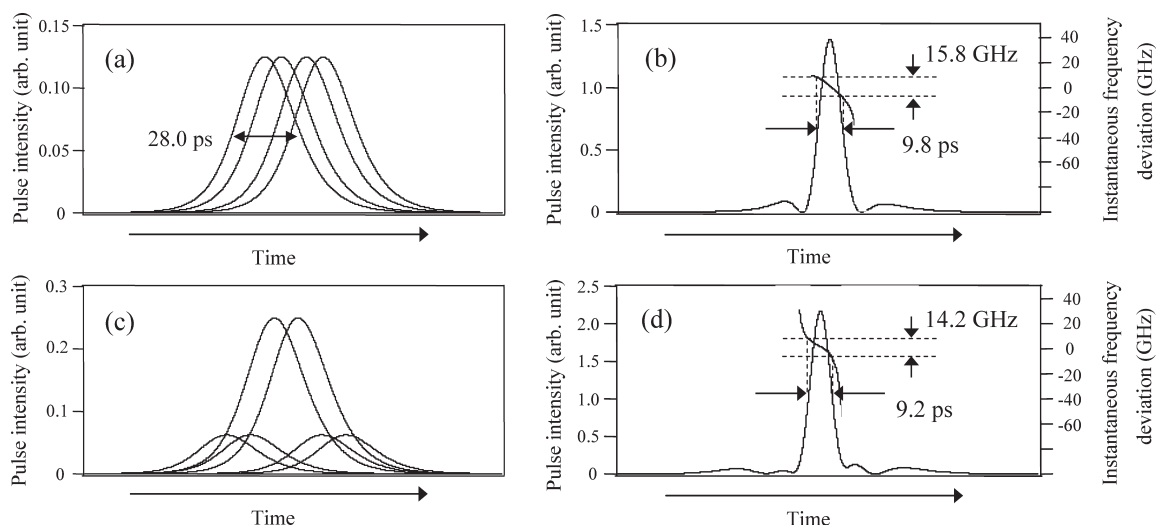 Pulse intensity (arb. unit)
0.15
0.10
0.05
0
(a)
28.0 ps
Time
Pulse intensity (arb. unit)
1.5
1.0
0.5
0
(b)
15.8 GHz
9.8 ps
40
20
0
-20
-40
-60
Instantaneous frequency
deviation (GHz)
Time
Pulse intensity (arb. unit)
0.3
0.2
0.1
0
(c)
Time
Pulse intensity (arb. unit)
2.5
2.0
1.5
1.0
0.5
0
(d)
14.2 GHz
9.2 ps
40
20
0
-20
-40
-60
Instantaneous frequency
deviation (GHz)
Time